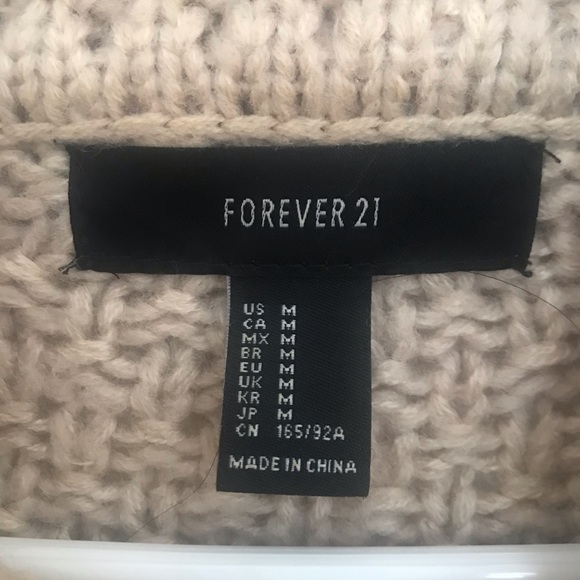 FOREVER 21
US M
CA M
MX M
BR M
EU M
UK M
KR M
JP M
CN 165/92A
MADE IN CHINA